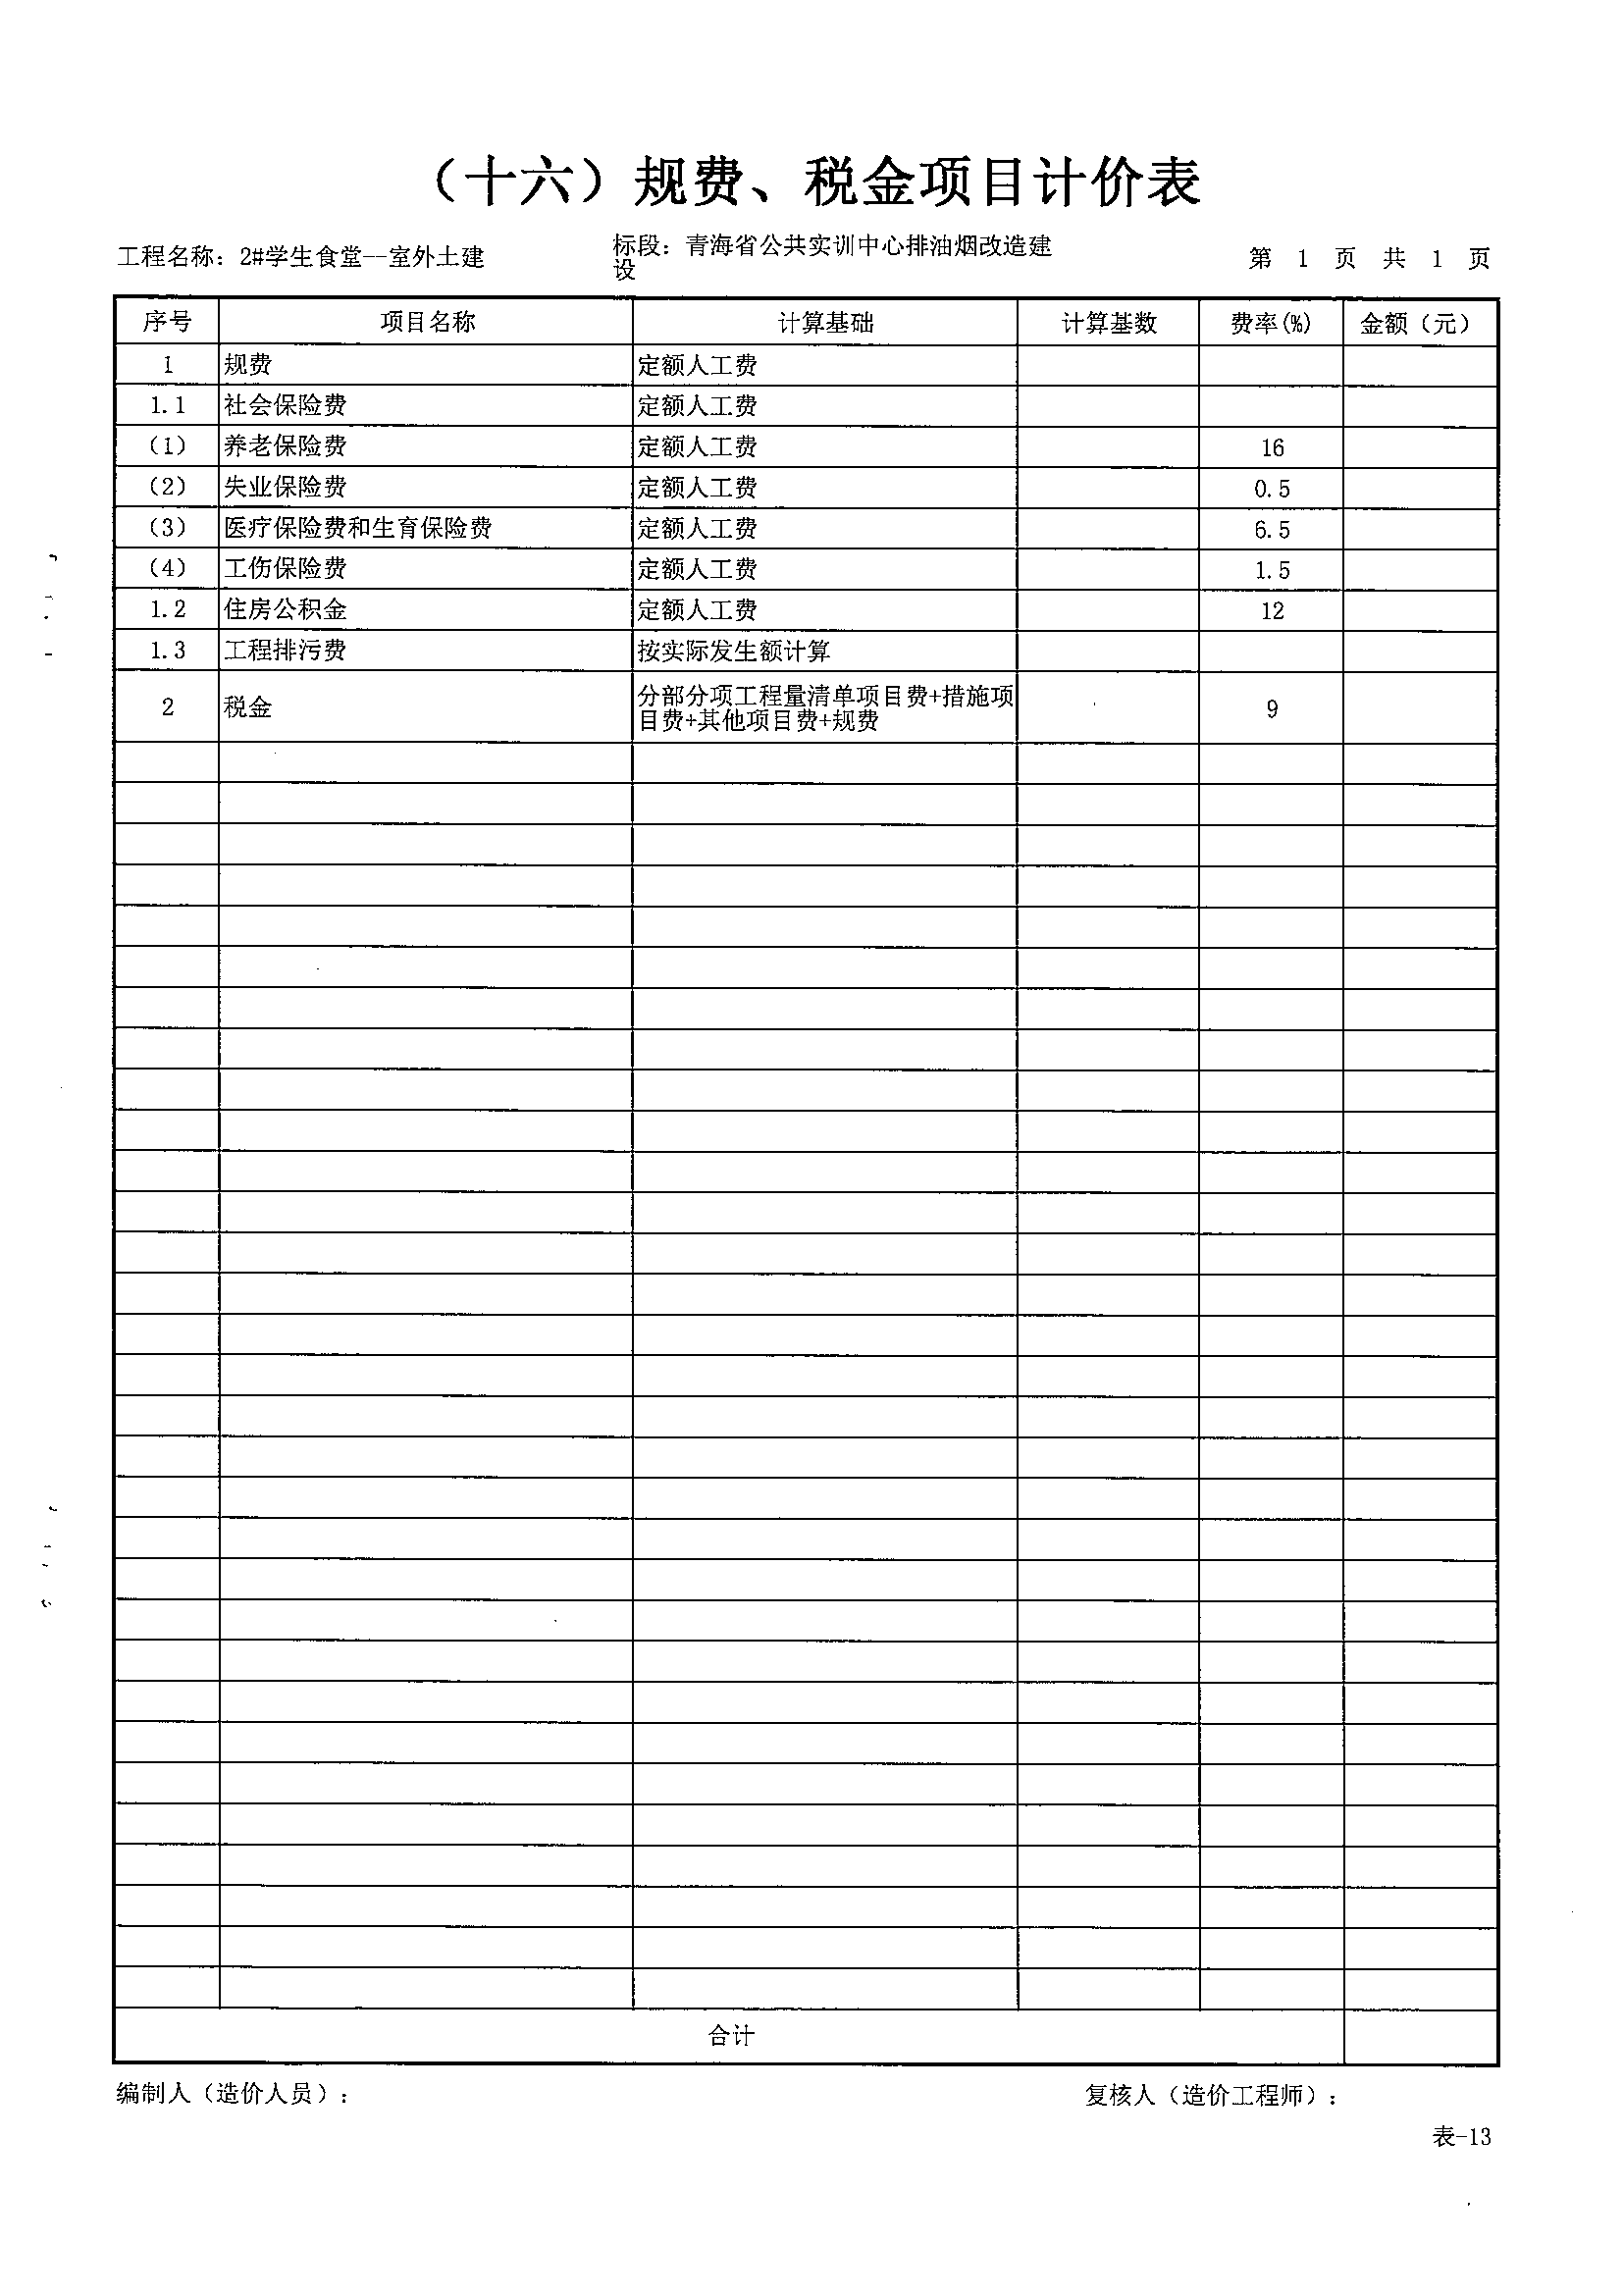 （十六）规费、税金项目计价表
工程名称：2#学生食堂--室外土建
标段：青海省公共实训中心排油烟改造建
设
第 1 页 共 1 页
序号 项目名称 计算基础 计算基数 费率(%) 金额（元）
1 规费 定额人工费
1.1 社会保险费 定额人工费
(1) 养老保险费 定额人工费 16
(2) 失业保险费 定额人工费 0.5
(3) 医疗保险费和生育保险费 定额人工费 6.5
(4) 工伤保险费 定额人工费 1.5
1.2 住房公积金 定额人工费 12
1.3 工程排污费 按实际发生额计算
2 税金 分部分项工程量清单项目费+措施项 9
目费+其他项目费+规费
合计
编制人（造价人员）： 复核人（造价工程师）：
表-13